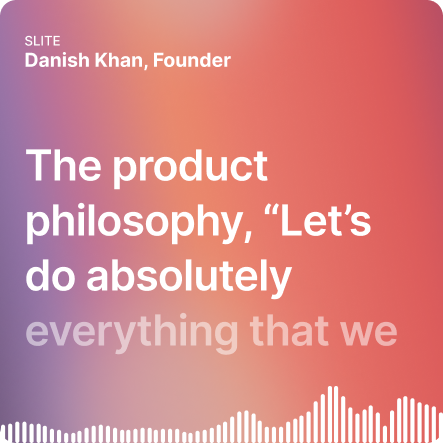 SLITE
Danish Khan, Founder
The product
philosophy, “Let’s
do absolutely
everything that we